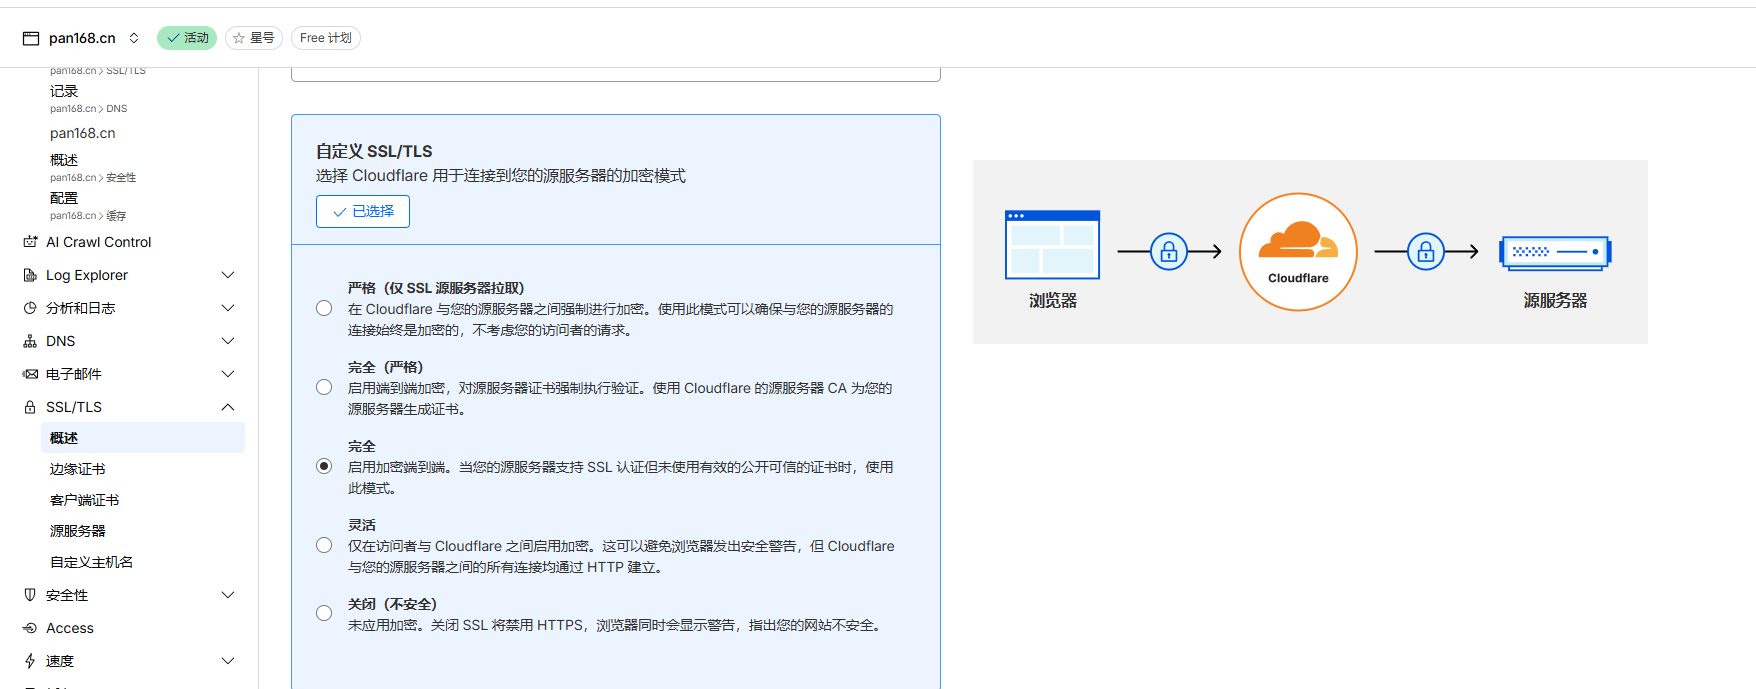 pan168.cn
活动
星号
Free 计划
pan168.cn > SSL/TLS
记录
pan168.cn > DNS
pan168.cn
概述
pan168.cn > 安全性
配置
pan168.cn > 缓存
AI Crawl Control
Log Explorer
分析和日志
DNS
电子邮件
SSL/TLS
概述
边缘证书
客户端证书
源服务器
自定义主机名
安全性
Access
速度
自定义 SSL/TLS
选择 Cloudflare 用于连接到您的源服务器的加密模式
已选择
严格（仅 SSL 源服务器拉取）
在 Cloudflare 与您的源服务器之间强制进行加密。使用此模式可以确保与您的源服务器的
连接始终是加密的，不考虑您的访问者的请求。
完全（严格）
启用端到端加密，对源服务器证书强制执行验证。使用 Cloudflare 的源服务器 CA 为您的
源服务器生成证书。
完全
启用加密端到端。当您的源服务器支持 SSL 认证但未使用有效的公开可信的证书时，使用
此模式。
灵活
仅在访问者与 Cloudflare 之间启用加密。这可以避免浏览器发出安全警告，但 Cloudflare
与您的源服务器之间的所有连接均通过 HTTP 建立。
关闭（不安全）
未应用加密。关闭 SSL 将禁用 HTTPS，浏览器同时会显示警告，指出您的网站不安全。
浏览器
Cloudflare
源服务器